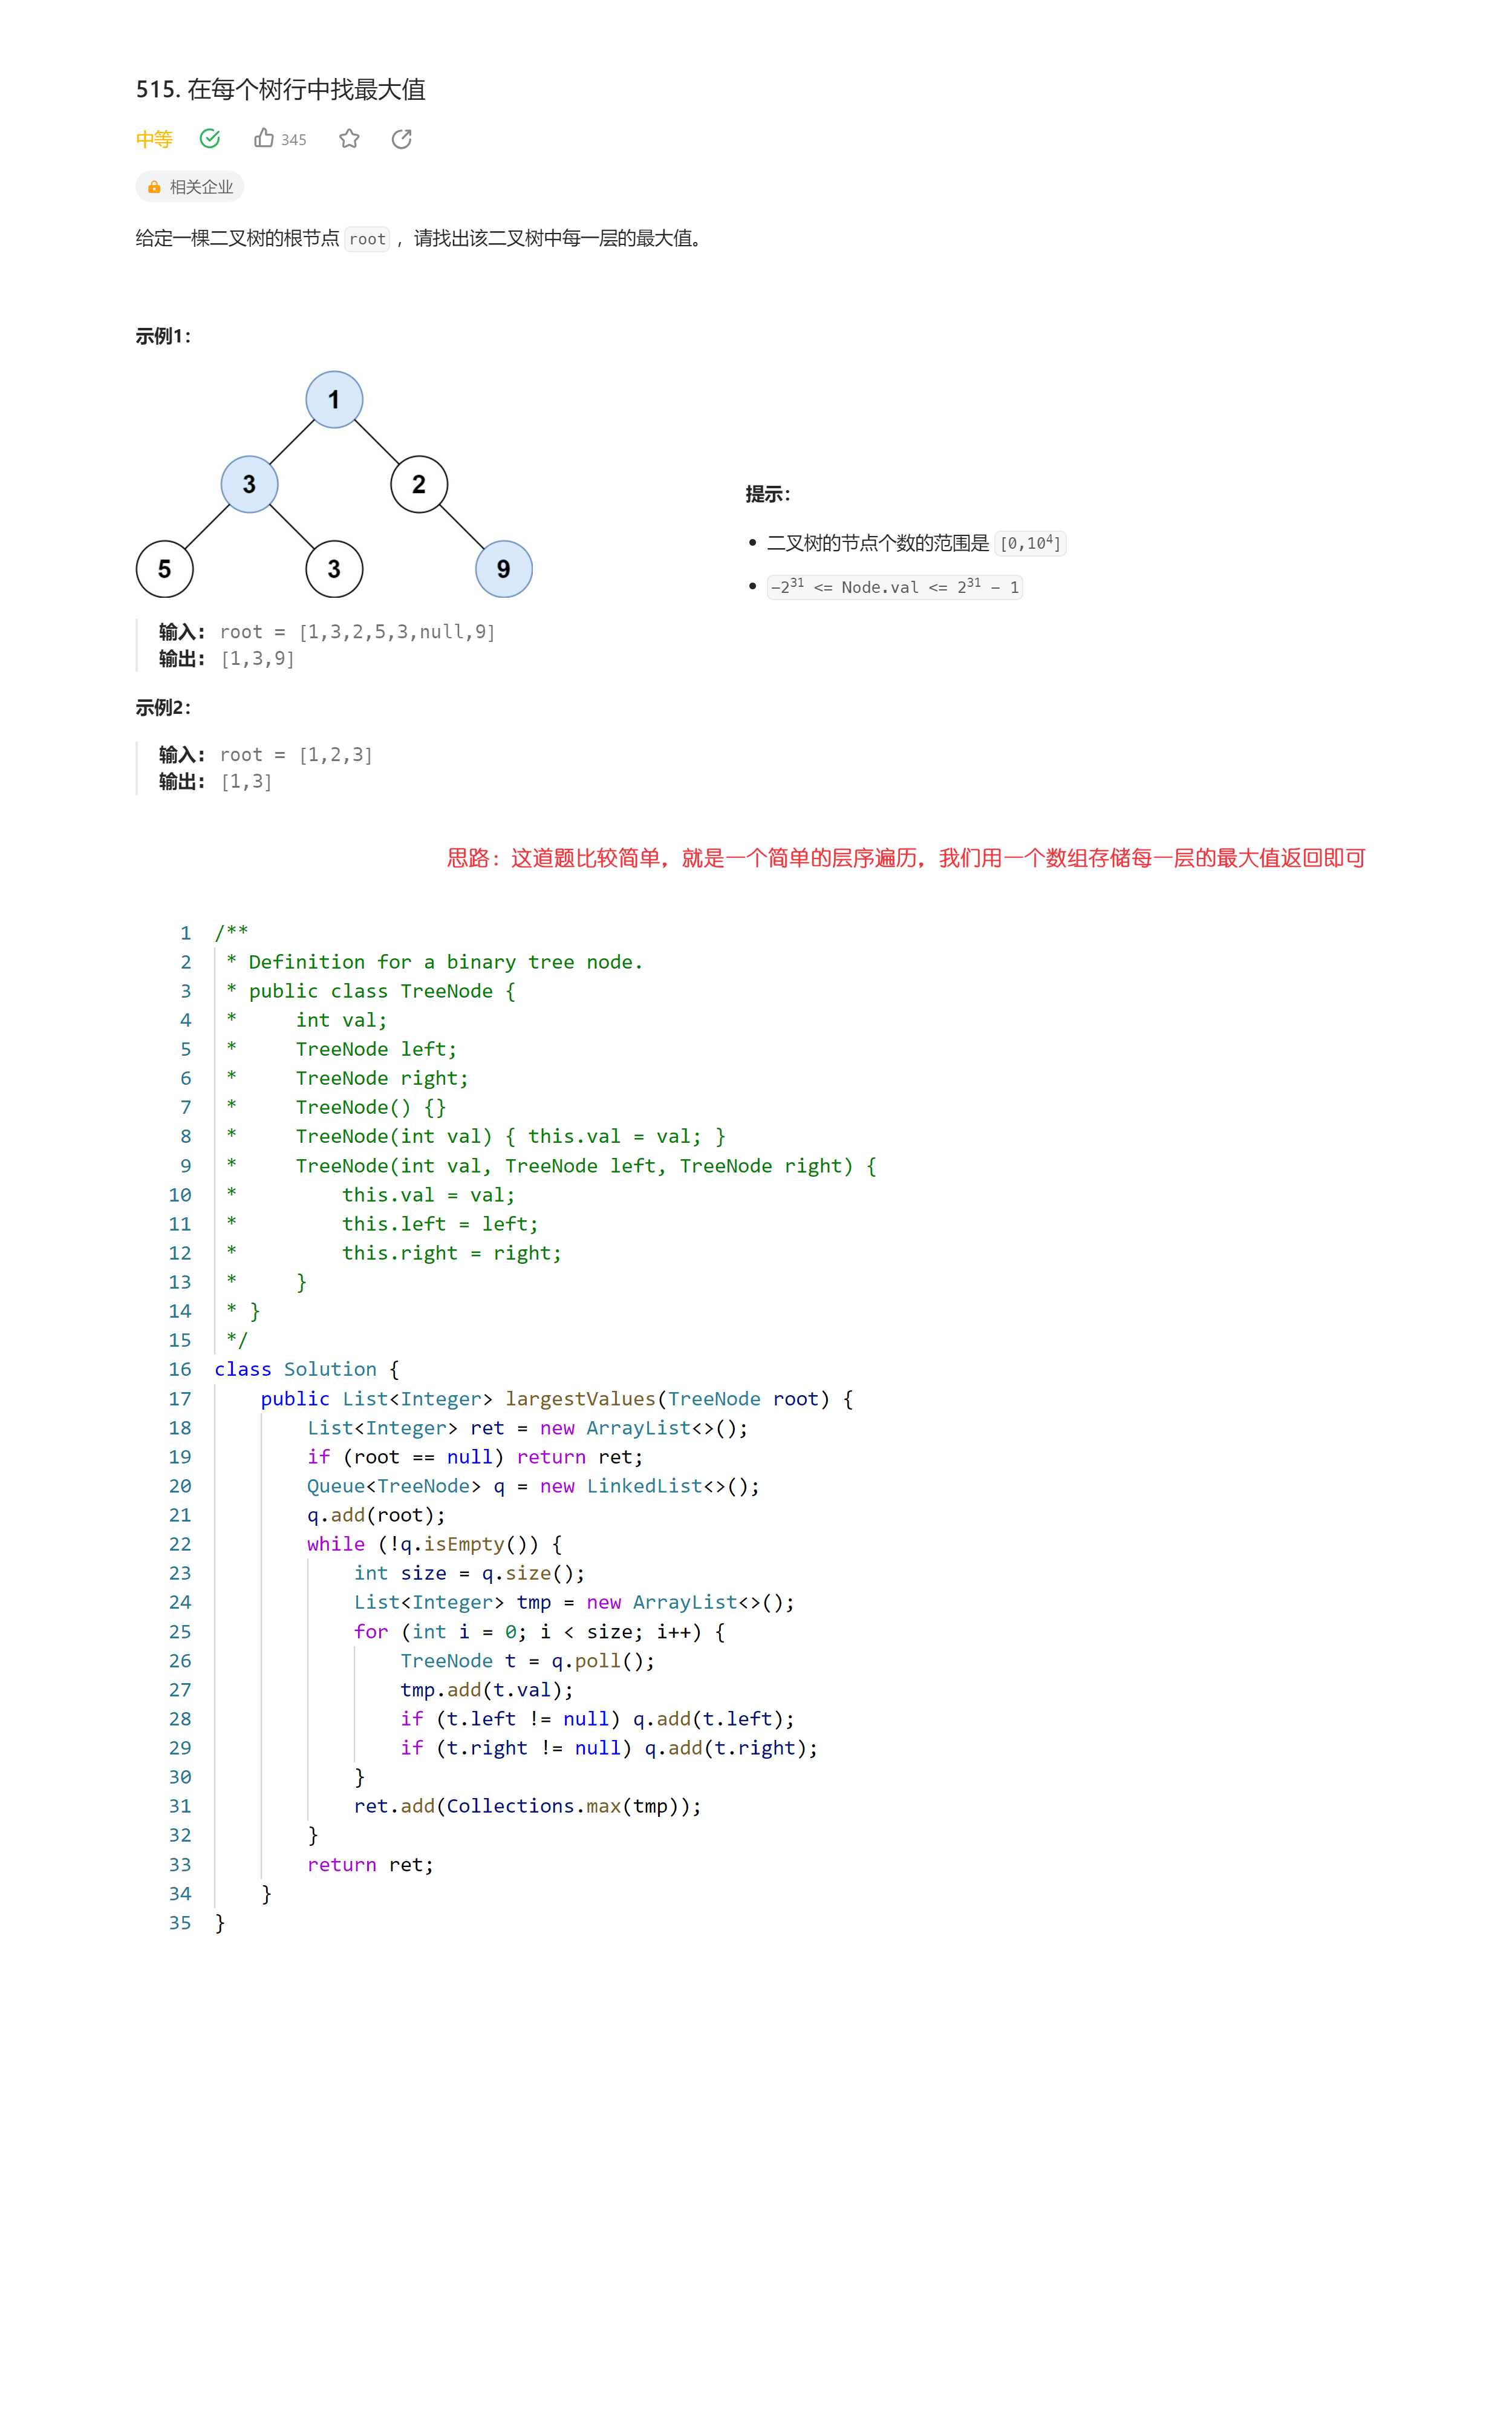 515. 在每个树行中找最大值
中等 345
相关企业
给定一棵二叉树的根节点 root ，请找出该二叉树中每一层的最大值。
示例1：
1
3 2
5 3 9
输入： root = [1,3,2,5,3,null,9]
输出： [1,3,9]
示例2：
输入： root = [1,2,3]
输出： [1,3]
提示：
• 二叉树的节点个数的范围是 [0,10⁴]
• -2³¹ <= Node.val <= 2³¹ - 1
思路：这道题比较简单，就是一个简单的层序遍历，我们用一个数组存储每一层的最大值返回即可
1 /**
2  * Definition for a binary tree node.
3  * public class TreeNode {
4  *     int val;
5  *     TreeNode left;
6  *     TreeNode right;
7  *     TreeNode() {}
8  *     TreeNode(int val) { this.val = val; }
9  *     TreeNode(int val, TreeNode left, TreeNode right) {
10  *         this.val = val;
11  *         this.left = left;
12  *         this.right = right;
13  *     }
14  * }
15  */
16 class Solution {
17     public List<Integer> largestValues(TreeNode root) {
18         List<Integer> ret = new ArrayList<>();
19         if (root == null) return ret;
20         Queue<TreeNode> q = new LinkedList<>();
21         q.add(root);
22         while (!q.isEmpty()) {
23             int size = q.size();
24             List<Integer> tmp = new ArrayList<>();
25             for (int i = 0; i < size; i++) {
26                 TreeNode t = q.poll();
27                 tmp.add(t.val);
28                 if (t.left != null) q.add(t.left);
29                 if (t.right != null) q.add(t.right);
30             }
31             ret.add(Collections.max(tmp));
32         }
33         return ret;
34     }
35 }